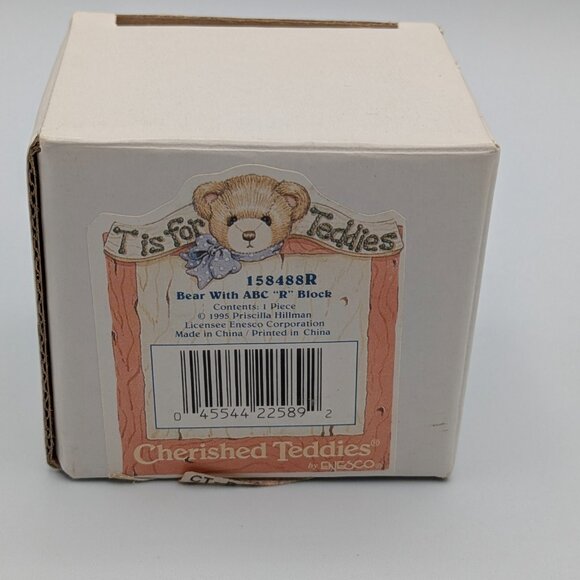 T is for Teddies
158488R
Bear With ABC "R" Block
Contents: 1 Piece
© 1995 Priscilla Hillman
Licensee Enesco Corporation
Made in China / Printed in China
0 45544 22589 2
Cherished Teddies®
by ENESCO
CT